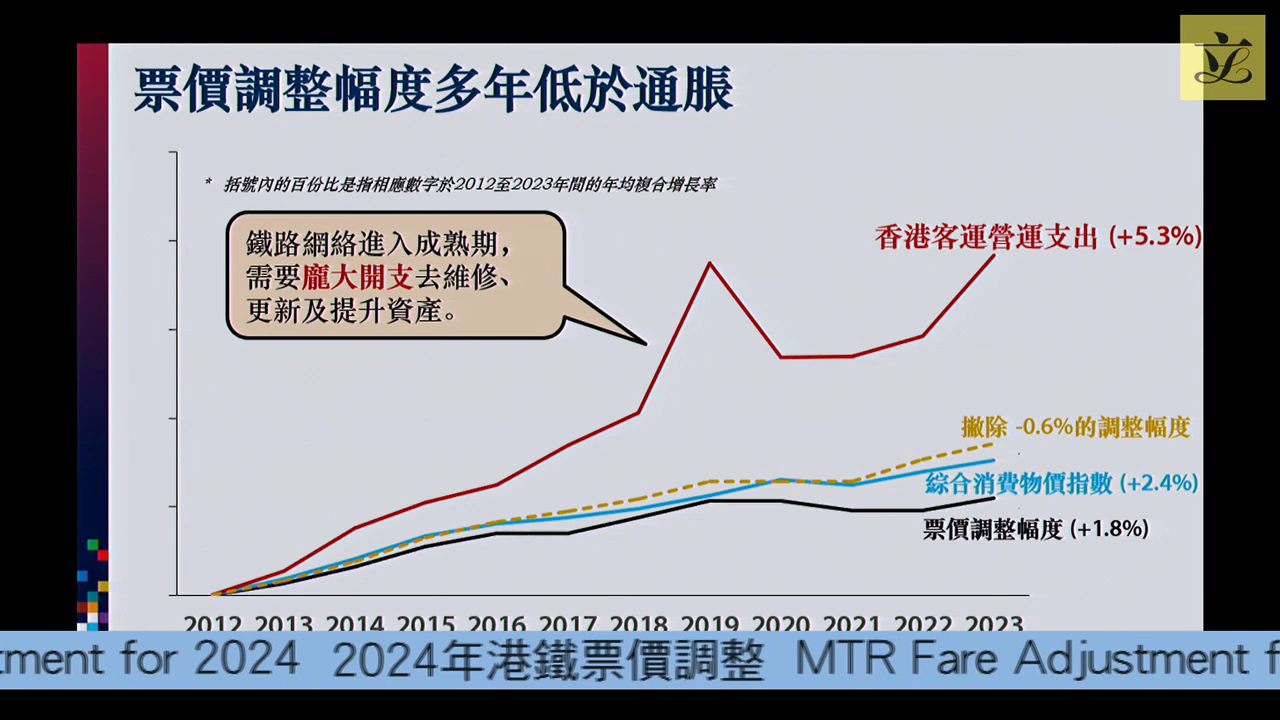 立
票價調整幅度多年低於通脹
* 括號內的百份比是指相應數字於2012至2023年間的年均複合增長率
鐵路網絡進入成熟期，
需要龐大開支去維修、
更新及提升資產。
香港客運營運支出 (+5.3%)
撇除 -0.6%的調整幅度
綜合消費物價指數 (+2.4%)
票價調整幅度 (+1.8%)
2012 2013 2014 2015 2016 2017 2018 2019 2020 2021 2022 2023
tment for 2024 2024年港鐵票價調整 MTR Fare Adjustment f